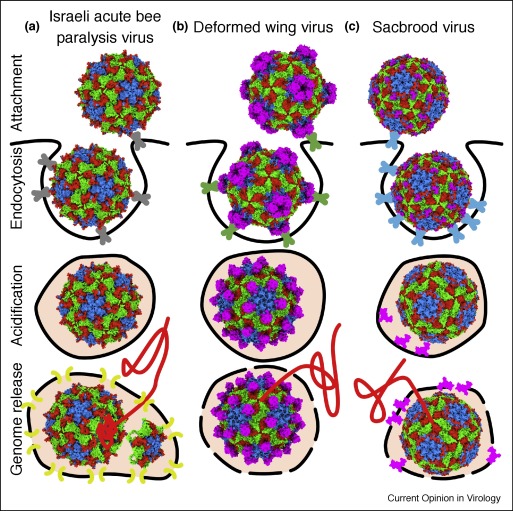 (a) Israeli acute bee
paralysis virus
(b) Deformed wing virus
(c) Sacbrood virus
Attachment
Endocytosis
Acidification
Genome release
Current Opinion in Virology